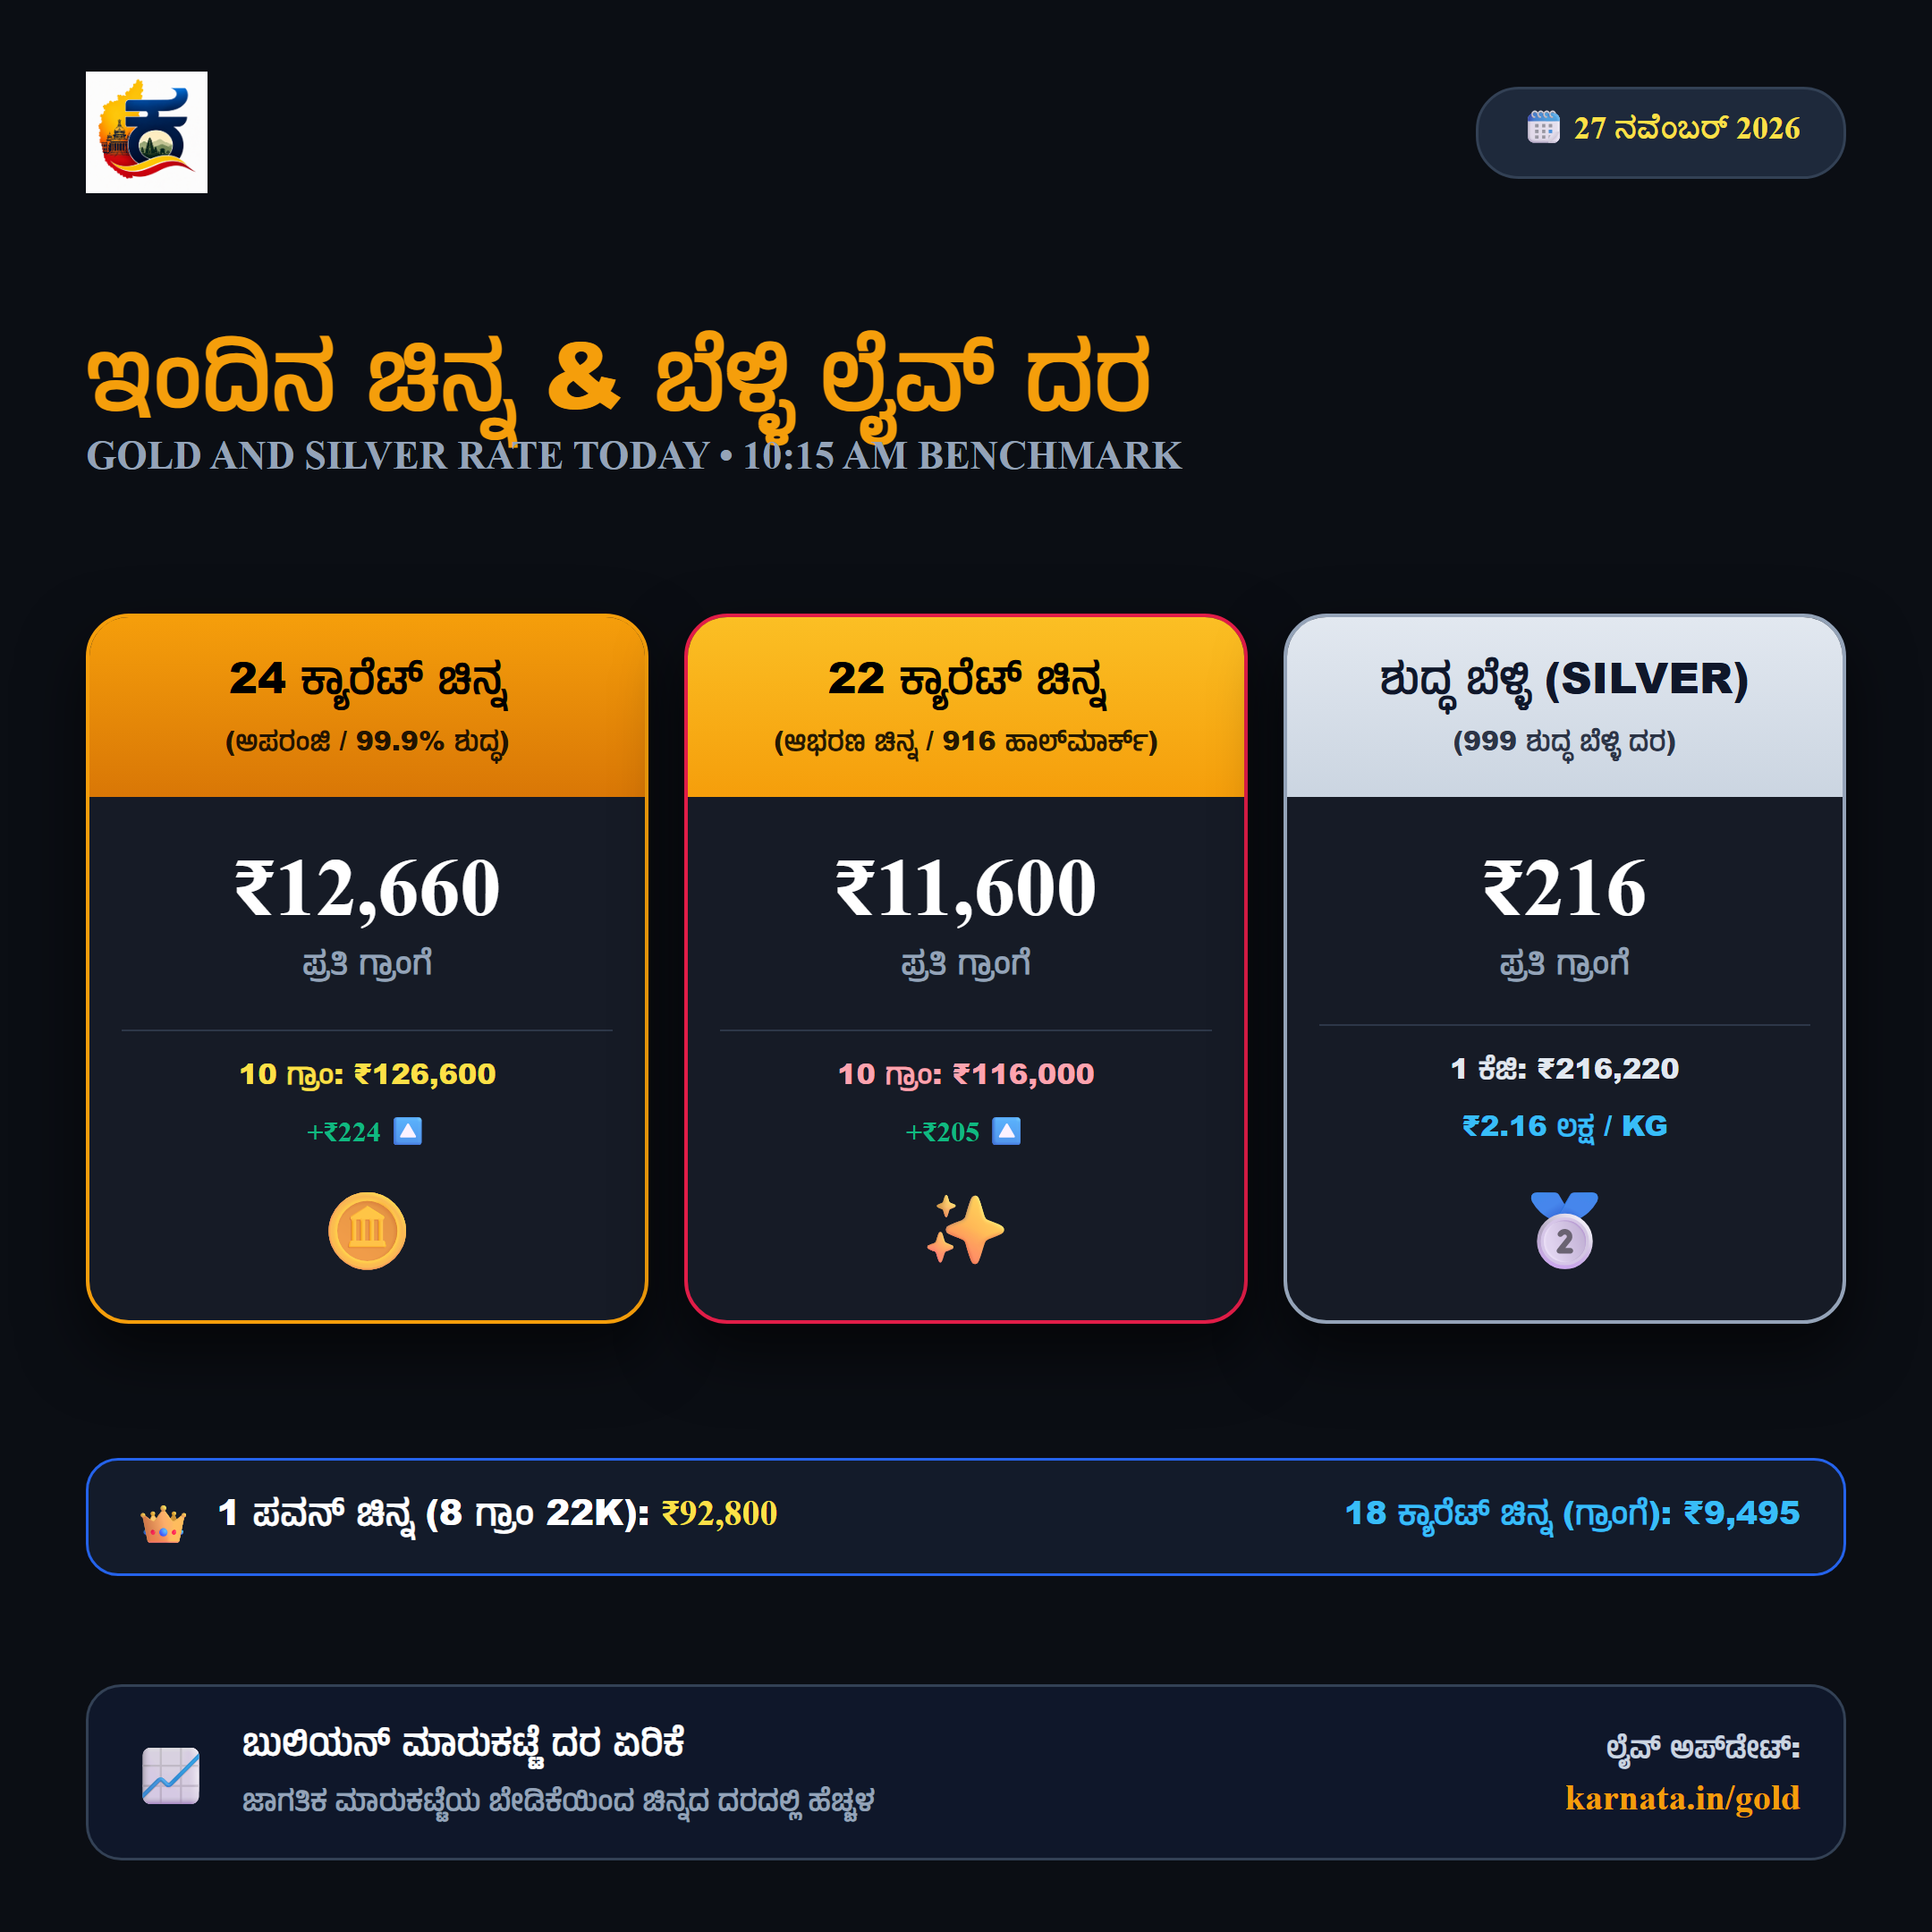 ಕ
27 ನವೆಂಬರ್ 2026
ಇಂದಿನ ಚಿನ್ನ & ಬೆಳ್ಳಿ ಲೈವ್ ದರ
GOLD AND SILVER RATE TODAY • 10:15 AM BENCHMARK
24 ಕ್ಯಾರೆಟ್ ಚಿನ್ನ
(ಅಪರಂಜಿ / 99.9% ಶುದ್ಧ)
₹12,660
ಪ್ರತಿ ಗ್ರಾಂಗೆ
10 ಗ್ರಾಂ: ₹126,600
+₹224 🔼
22 ಕ್ಯಾರೆಟ್ ಚಿನ್ನ
(ಆಭರಣ ಚಿನ್ನ / 916 ಹಾಲ್‌ಮಾರ್ಕ್)
₹11,600
ಪ್ರತಿ ಗ್ರಾಂಗೆ
10 ಗ್ರಾಂ: ₹116,000
+₹205 🔼
ಶುದ್ಧ ಬೆಳ್ಳಿ (SILVER)
(999 ಶುದ್ಧ ಬೆಳ್ಳಿ ದರ)
₹216
ಪ್ರತಿ ಗ್ರಾಂಗೆ
1 ಕೆಜಿ: ₹216,220
₹2.16 ಲಕ್ಷ / KG
2
1 ಪವನ್ ಚಿನ್ನ (8 ಗ್ರಾಂ 22K): ₹92,800
18 ಕ್ಯಾರೆಟ್ ಚಿನ್ನ (ಗ್ರಾಂಗೆ): ₹9,495
ಬುಲಿಯನ್ ಮಾರುಕಟ್ಟೆ ದರ ಏರಿಕೆ
ಜಾಗತಿಕ ಮಾರುಕಟ್ಟೆಯ ಬೇಡಿಕೆಯಿಂದ ಚಿನ್ನದ ದರದಲ್ಲಿ ಹೆಚ್ಚಳ
ಲೈವ್ ಅಪ್‌ಡೇಟ್:
karnata.in/gold